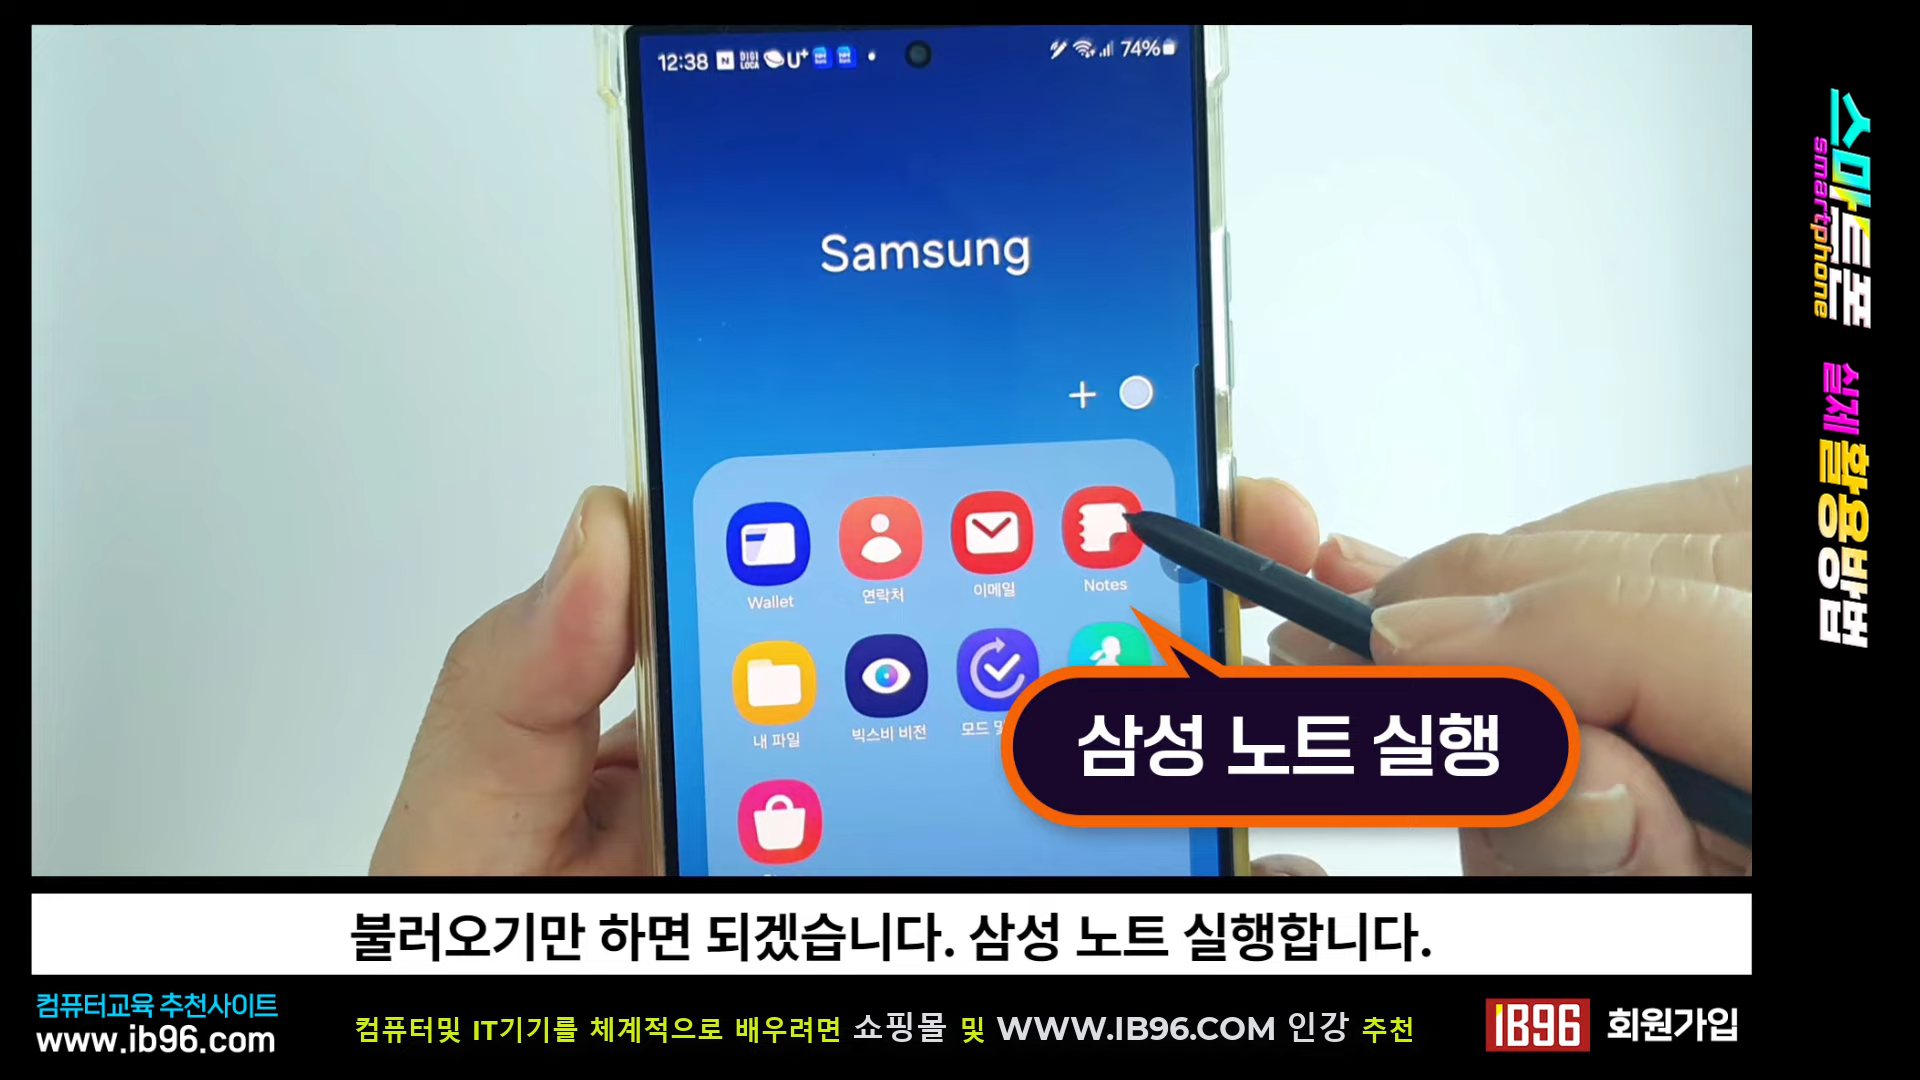 12:38
DIGI
LOCA
U+
74%
Samsung
Wallet
연락처
이메일
Notes
내 파일
빅스비 비전
모드 및
삼성 노트 실행
스마트폰
smartphone
실제 활용방법
불러오기만 하면 되겠습니다. 삼성 노트 실행합니다.
컴퓨터교육 추천사이트
www.ib96.com
컴퓨터및 IT기기를 체계적으로 배우려면 쇼핑몰 및 WWW.IB96.COM 인강 추천
IB96 회원가입